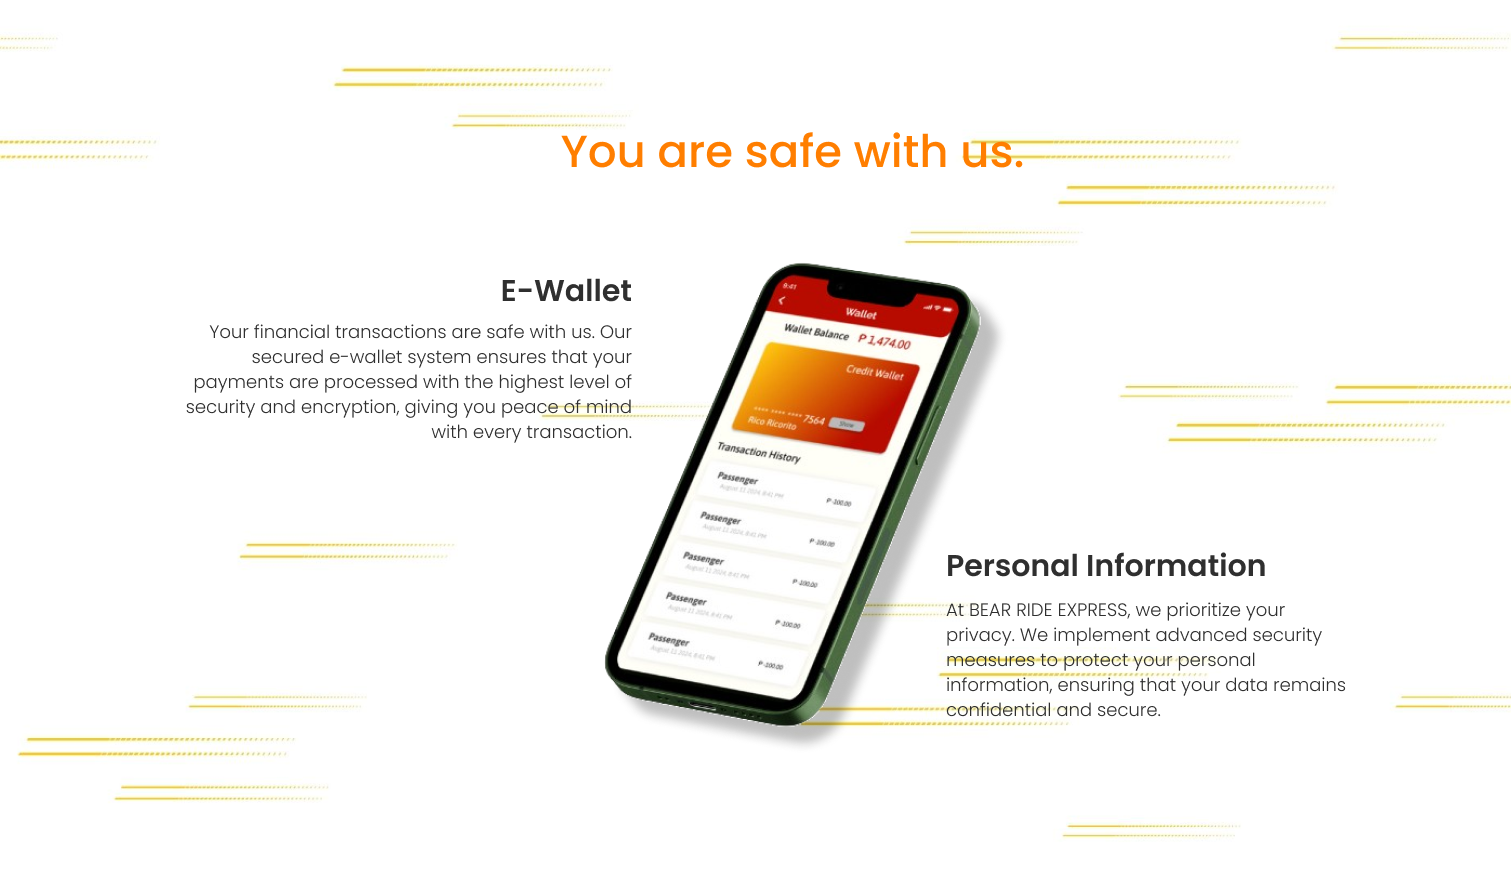 You are safe with us.
E-Wallet
Your financial transactions are safe with us. Our
secured e-wallet system ensures that your
payments are processed with the highest level of
security and encryption, giving you peace of mind
with every transaction.
9:41
Wallet
Wallet Balance ₱ 1,474.00
Credit Wallet
**** **** **** 7564 Show
Rico Ricorito
Transaction History
Passenger
August 11 2024, 8:41 PM ₱-100.00
Passenger
August 11 2024, 8:41 PM ₱-100.00
Passenger
August 11 2024, 8:41 PM ₱-100.00
Passenger
August 11 2024, 8:41 PM ₱-100.00
Passenger
August 11 2024, 8:41 PM ₱-100.00
Personal Information
At BEAR RIDE EXPRESS, we prioritize your
privacy. We implement advanced security
measures to protect your personal
information, ensuring that your data remains
confidential and secure.